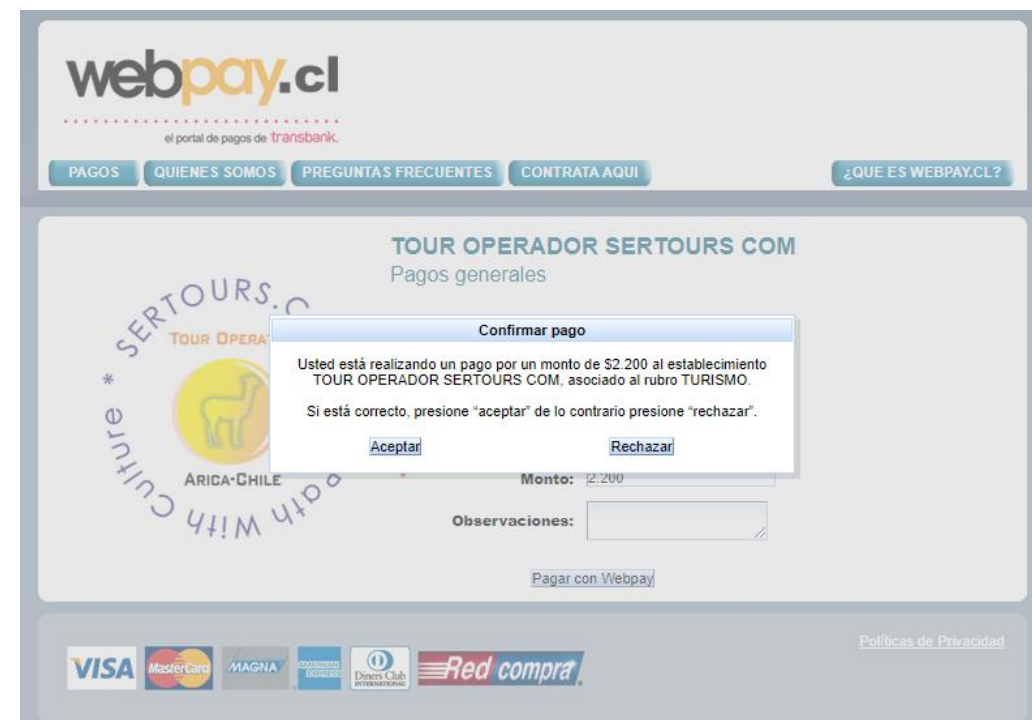 webpay.cl
el portal de pagos de transbank.
PAGOS QUIENES SOMOS PREGUNTAS FRECUENTES CONTRATA AQUI ¿QUE ES WEBPAY.CL?
TOUR OPERADOR SERTOURS COM
Pagos generales
SERTOURS.C
TOUR OPERA
ARICA-CHILE
* Path With Culture *
Confirmar pago
Usted está realizando un pago por un monto de $2.200 al establecimiento
TOUR OPERADOR SERTOURS COM, asociado al rubro TURISMO.
Si está correcto, presione “aceptar” de lo contrario presione “rechazar”.
Aceptar Rechazar
* Monto: 2.200
Observaciones:
Pagar con Webpay
Políticas de Privacidad
VISA MasterCard MAGNA AMERICAN EXPRESS Diners Club INTERNATIONAL Red compra